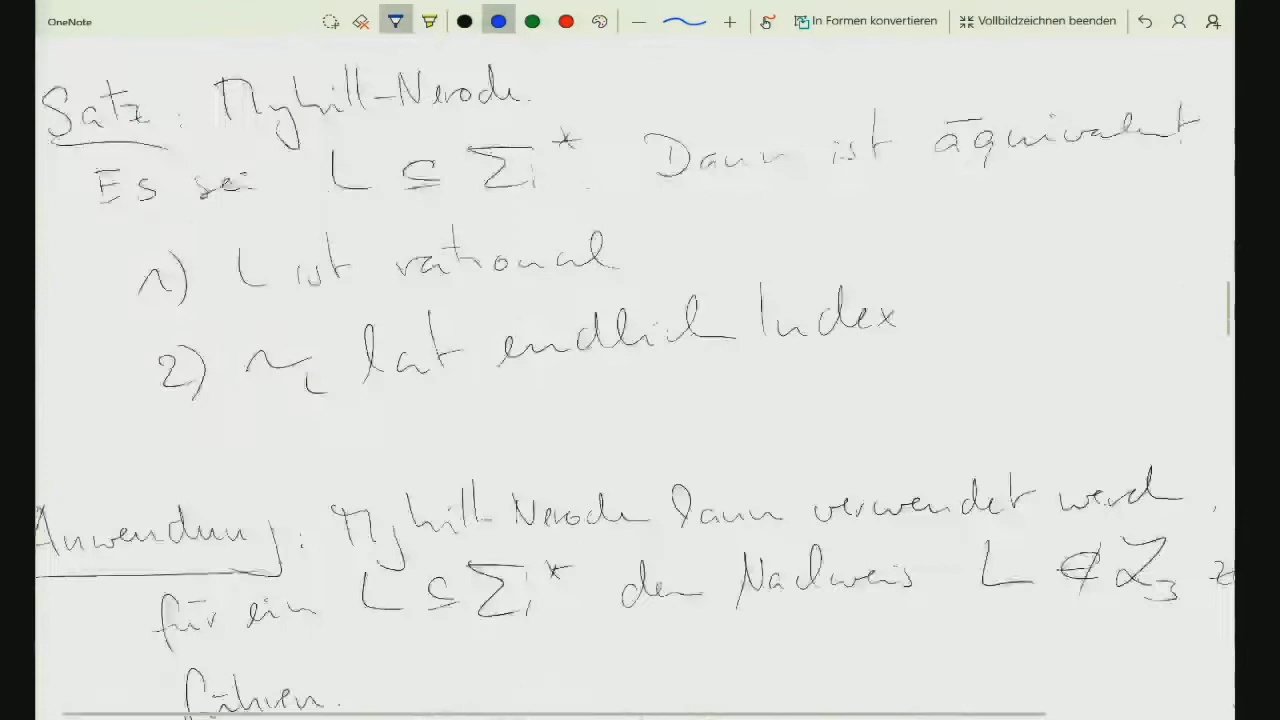 OneNote
In Formen konvertieren
Vollbildzeichnen beenden
Satz: Myhill-Nerode.
Es sei L ⊆ Σ*. Dann ist äquivalent
1) L ist rational
2) ~L hat endlich Index
Anwendung: Myhill-Nerode kann verwendet werden,
für ein L ⊆ Σ* den Nachweis L ∉ ℒ3 z
führen.